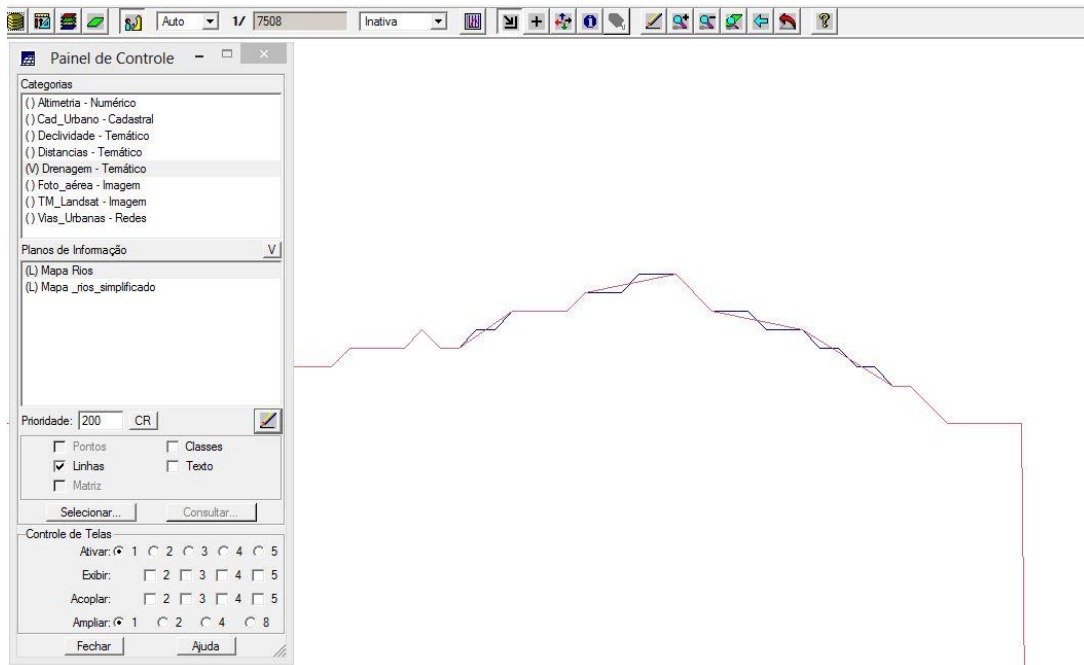 Auto 1/ 7508 Inativa ?
Painel de Controle
Categorias
( ) Altimetria - Numérico
( ) Cad_Urbano - Cadastral
( ) Declividade - Temático
( ) Distancias - Temático
(V) Drenagem - Temático
( ) Foto_aérea - Imagem
( ) TM_Landsat - Imagem
( ) Vias_Urbanas - Redes
Planos de Informação V
(L) Mapa Rios
(L) Mapa _rios_simplificado
Prioridade: 200 CR
Pontos Classes
Linhas Texto
Matriz
Selecionar... Consultar...
Controle de Telas
Ativar: 1 2 3 4 5
Exibir: 2 3 4 5
Acoplar: 2 3 4 5
Ampliar: 1 2 4 8
Fechar Ajuda